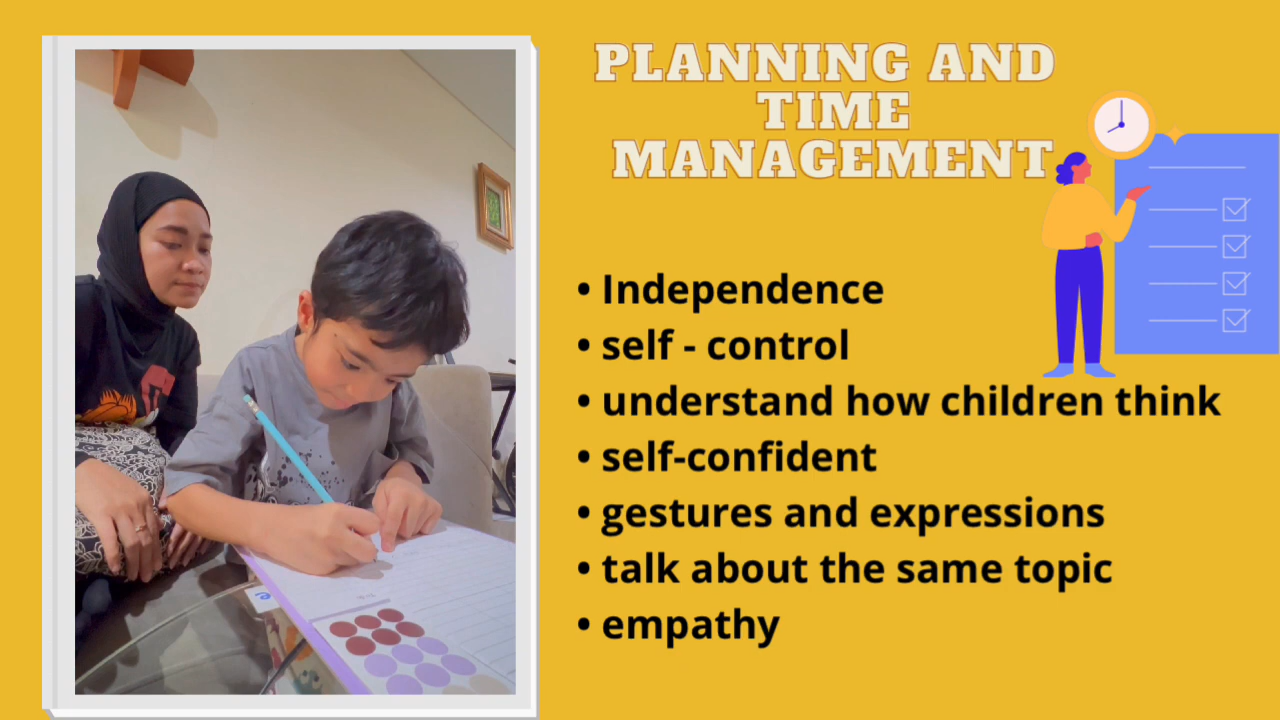 PLANNING AND
TIME
MANAGEMENT
• Independence
• self - control
• understand how children think
• self-confident
• gestures and expressions
• talk about the same topic
• empathy